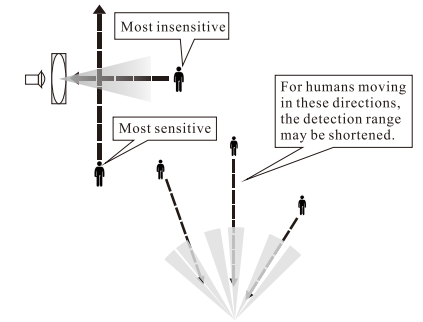 Most insensitive
Most sensitive
For humans moving
in these directions,
the detection range
may be shortened.